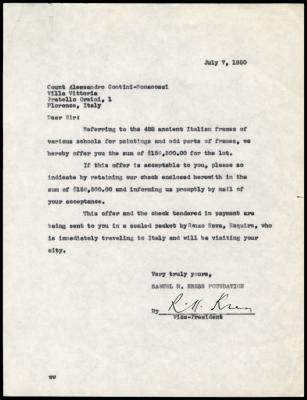 July 7, 1950
Count Alessandro Contini-Bonacossi
Villa Vittoria
Pratello Orsini, 1
Florence, Italy
Dear Sir:
Referring to the 428 ancient Italian frames of
various schools for paintings and odd parts of frames, we
hereby offer you the sum of $156,500.00 for the lot.
If this offer is acceptable to you, please so
indicate by retaining our check enclosed herewith in the
sum of $156,500.00 and informing us promptly by mail of
your acceptance.
This offer and the check tendered in payment are
being sent to you in a sealed packet by Renzo Rava, Esquire, who
is immediately traveling to Italy and will be visiting your
city.
Very truly yours,
SAMUEL H. KRESS FOUNDATION
By R. H. Kress
Vice-President